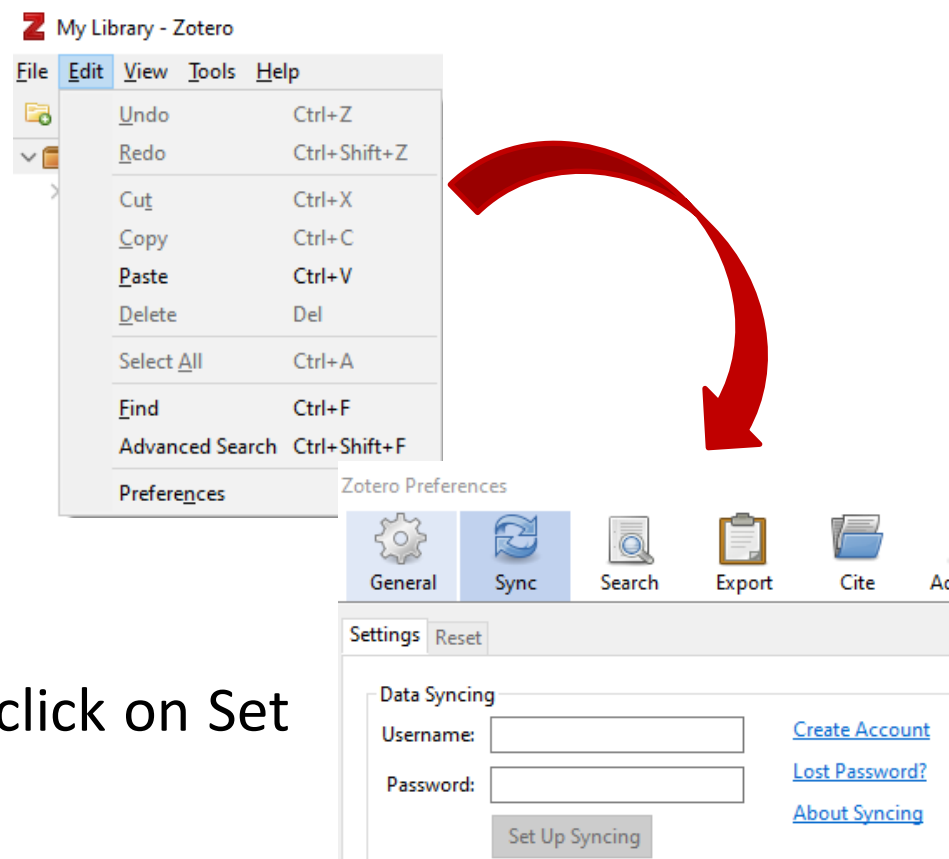 My Library - Zotero
File Edit View Tools Help
Undo Ctrl+Z
Redo Ctrl+Shift+Z
Cut Ctrl+X
Copy Ctrl+C
Paste Ctrl+V
Delete Del
Select All Ctrl+A
Find Ctrl+F
Advanced Search Ctrl+Shift+F
Preferences
Zotero Preferences
General Sync Search Export Cite
Settings Reset
click on Set
Data Syncing
Username: Create Account
Password: Lost Password?
About Syncing
Set Up Syncing